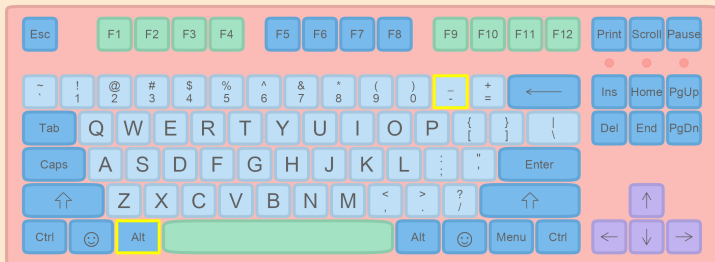 Esc F1 F2 F3 F4 F5 F6 F7 F8 F9 F10 F11 F12 Print Scroll Pause
~ ! @ # $ % ^ & * ( ) _ +
` 1 2 3 4 5 6 7 8 9 0 - = Ins Home PgUp
Tab Q W E R T Y U I O P { } |
[ ] \ Del End PgDn
Caps A S D F G H J K L : " Enter
; '
Z X C V B N M < > ?
, . /
Ctrl Alt Alt Menu Ctrl